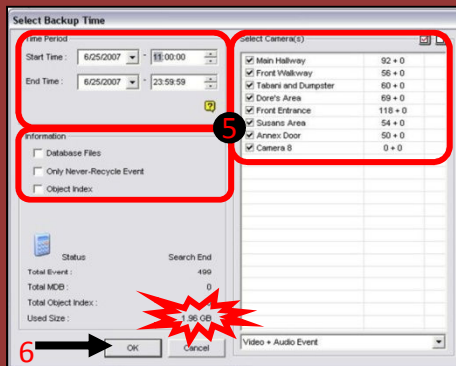 Select Backup Time
Time Period
Start Time : 6/25/2007 - 11:00:00
End Time : 6/25/2007 - 23:59:59
Information
Database Files
Only Never-Recycle Event
Object Index
Status Search End
Total Event : 499
Total MDB : 0
Total Object Index :
Used Size : 1.96 GB
6
OK Cancel
5
Select Camera(s)
Main Hallway 92 + 0
Front Walkway 56 + 0
Tabani and Dumpster 60 + 0
Dore's Area 69 + 0
Front Entrance 118 + 0
Susans Area 54 + 0
Annex Door 50 + 0
Camera 8 0 + 0
Video + Audio Event